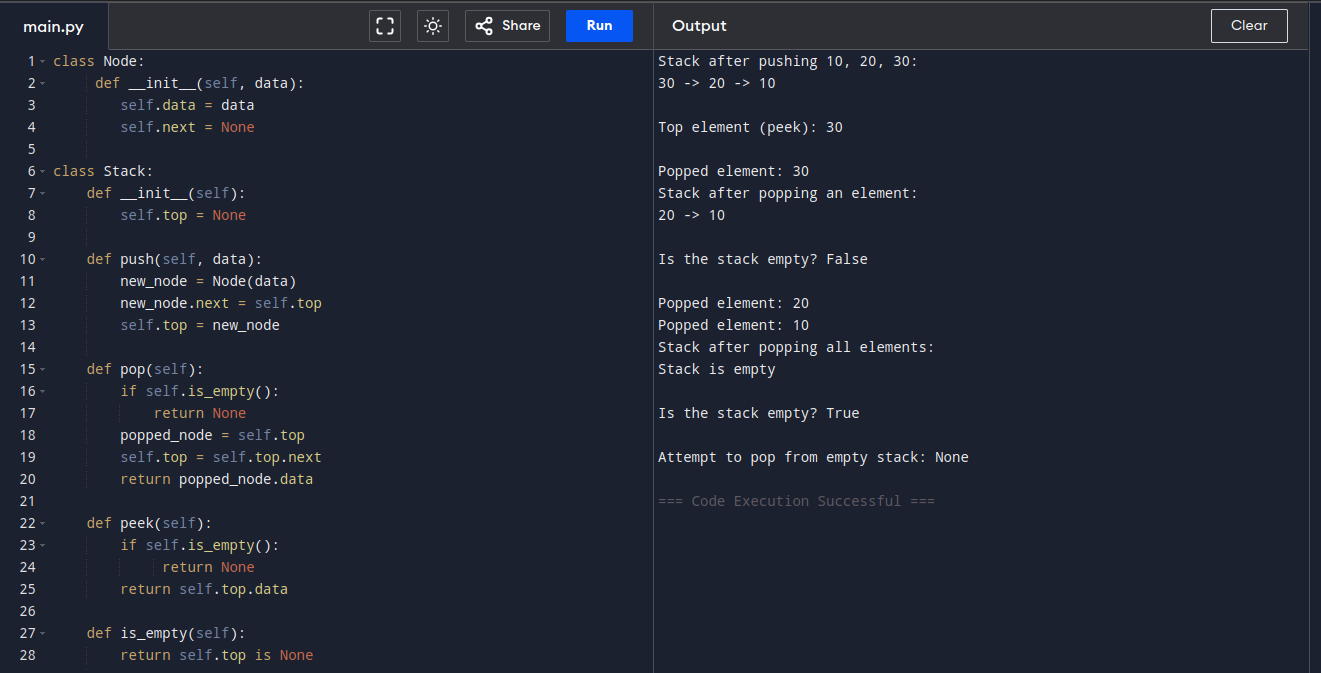 main.py
Share
Run
Output
Clear
1 class Node:
2 def __init__(self, data):
3 self.data = data
4 self.next = None
5
6 class Stack:
7 def __init__(self):
8 self.top = None
9
10 def push(self, data):
11 new_node = Node(data)
12 new_node.next = self.top
13 self.top = new_node
14
15 def pop(self):
16 if self.is_empty():
17 return None
18 popped_node = self.top
19 self.top = self.top.next
20 return popped_node.data
21
22 def peek(self):
23 if self.is_empty():
24 return None
25 return self.top.data
26
27 def is_empty(self):
28 return self.top is None
Stack after pushing 10, 20, 30:
30 -> 20 -> 10
Top element (peek): 30
Popped element: 30
Stack after popping an element:
20 -> 10
Is the stack empty? False
Popped element: 20
Popped element: 10
Stack after popping all elements:
Stack is empty
Is the stack empty? True
Attempt to pop from empty stack: None
=== Code Execution Successful ===